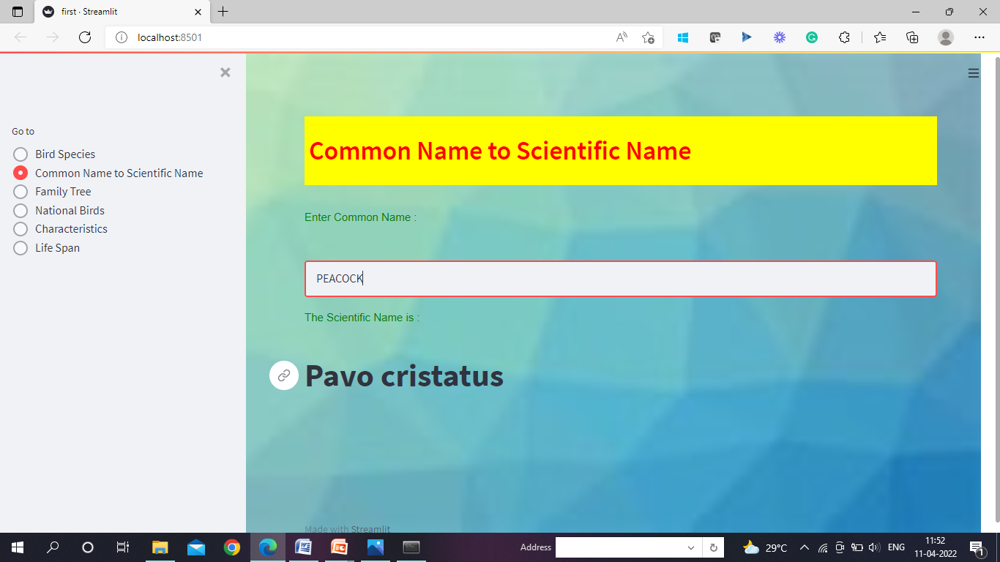 first · Streamlit
localhost:8501
Go to
Bird Species
Common Name to Scientific Name
Family Tree
National Birds
Characteristics
Life Span
Common Name to Scientific Name
Enter Common Name :
PEACOCK
The Scientific Name is :
Pavo cristatus
Made with Streamlit
Address
29°C
ENG
11:52
11-04-2022
1